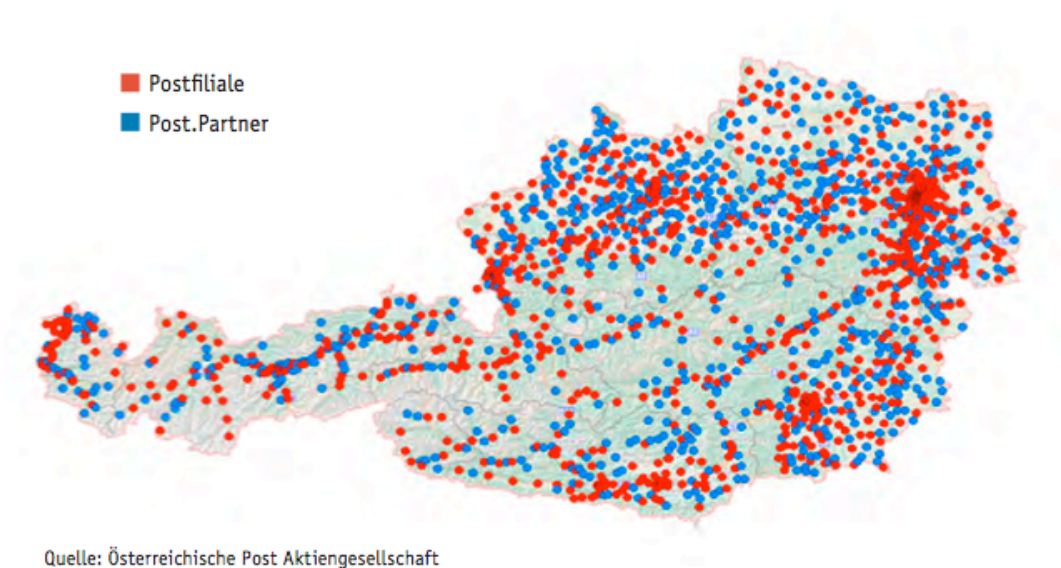 Postfiliale
Post.Partner
Quelle: Österreichische Post Aktiengesellschaft